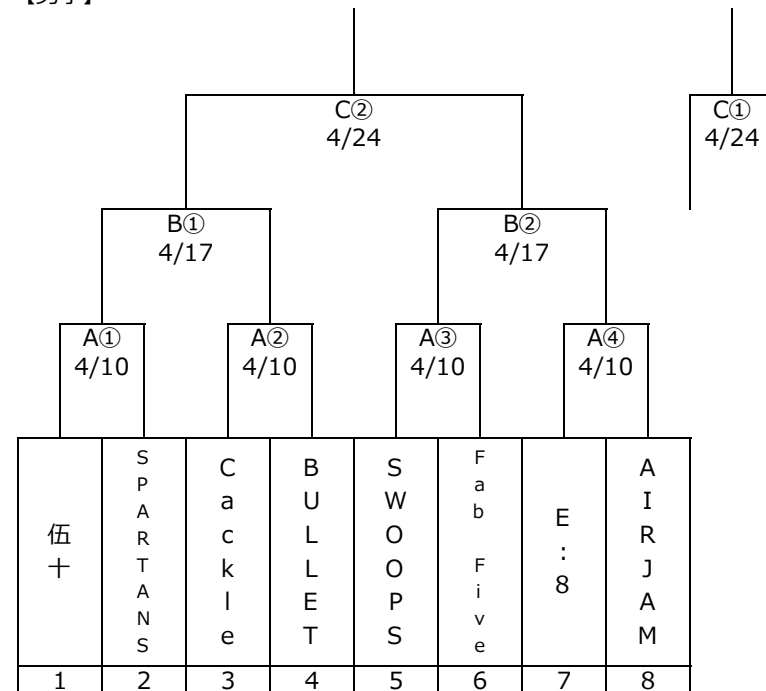 C② C①
4/24 4/24
B① B②
4/17 4/17
A① A② A③ A④
4/10 4/10 4/10 4/10
伍十
SPARTANS
Cackle
BULLET
SWOOPS
Fab Five
E:8
AIRJAM
1 2 3 4 5 6 7 8